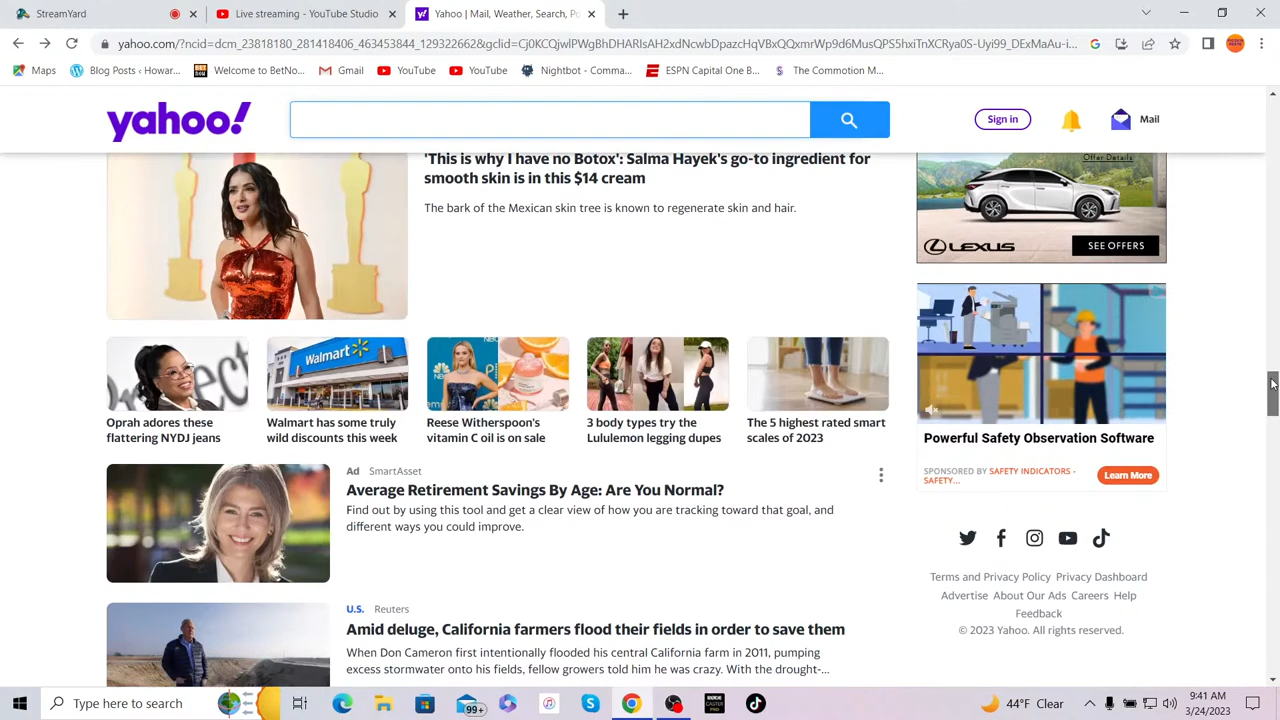 StreamYard
Live streaming - YouTube Studio
Yahoo | Mail, Weather, Search, Po
yahoo.com/?ncid=dcm_23818180_281418406_463453044_129322662&gclid=Cj0KCQjwlPWgBhDHARIsAH2xdNcwbDpazcHqVBxQQxtorWp9d6MusQPS5hxiTnXCRya0S_Uyi99_DExMaAu-i...
Maps
Blog Posts ‹ Howar...
Welcome to BetNo...
Gmail
YouTube
YouTube
Nightbot - Comma...
ESPN Capital One B...
The Commotion M...
yahoo!
Sign in
Mail
'This is why I have no Botox': Salma Hayek's go-to ingredient for
smooth skin is in this $14 cream
The bark of the Mexican skin tree is known to regenerate skin and hair.
Offer Details
LEXUS
SEE OFFERS
Walmart
NBC
Oprah adores these
flattering NYDJ jeans
Walmart has some truly
wild discounts this week
Reese Witherspoon's
vitamin C oil is on sale
3 body types try the
Lululemon legging dupes
The 5 highest rated smart
scales of 2023
Powerful Safety Observation Software
SPONSORED BY SAFETY INDICATORS -
SAFETY...
Learn More
Ad SmartAsset
Average Retirement Savings By Age: Are You Normal?
Find out by using this tool and get a clear view of how you are tracking toward that goal, and
different ways you could improve.
U.S. Reuters
Amid deluge, California farmers flood their fields in order to save them
When Don Cameron first intentionally flooded his central California farm in 2011, pumping
excess stormwater onto his fields, fellow growers told him he was crazy. With the drought-...
Terms and Privacy Policy Privacy Dashboard
Advertise About Our Ads Careers Help
Feedback
© 2023 Yahoo. All rights reserved.
Type here to search
99+
44°F Clear
9:41 AM
3/24/2023